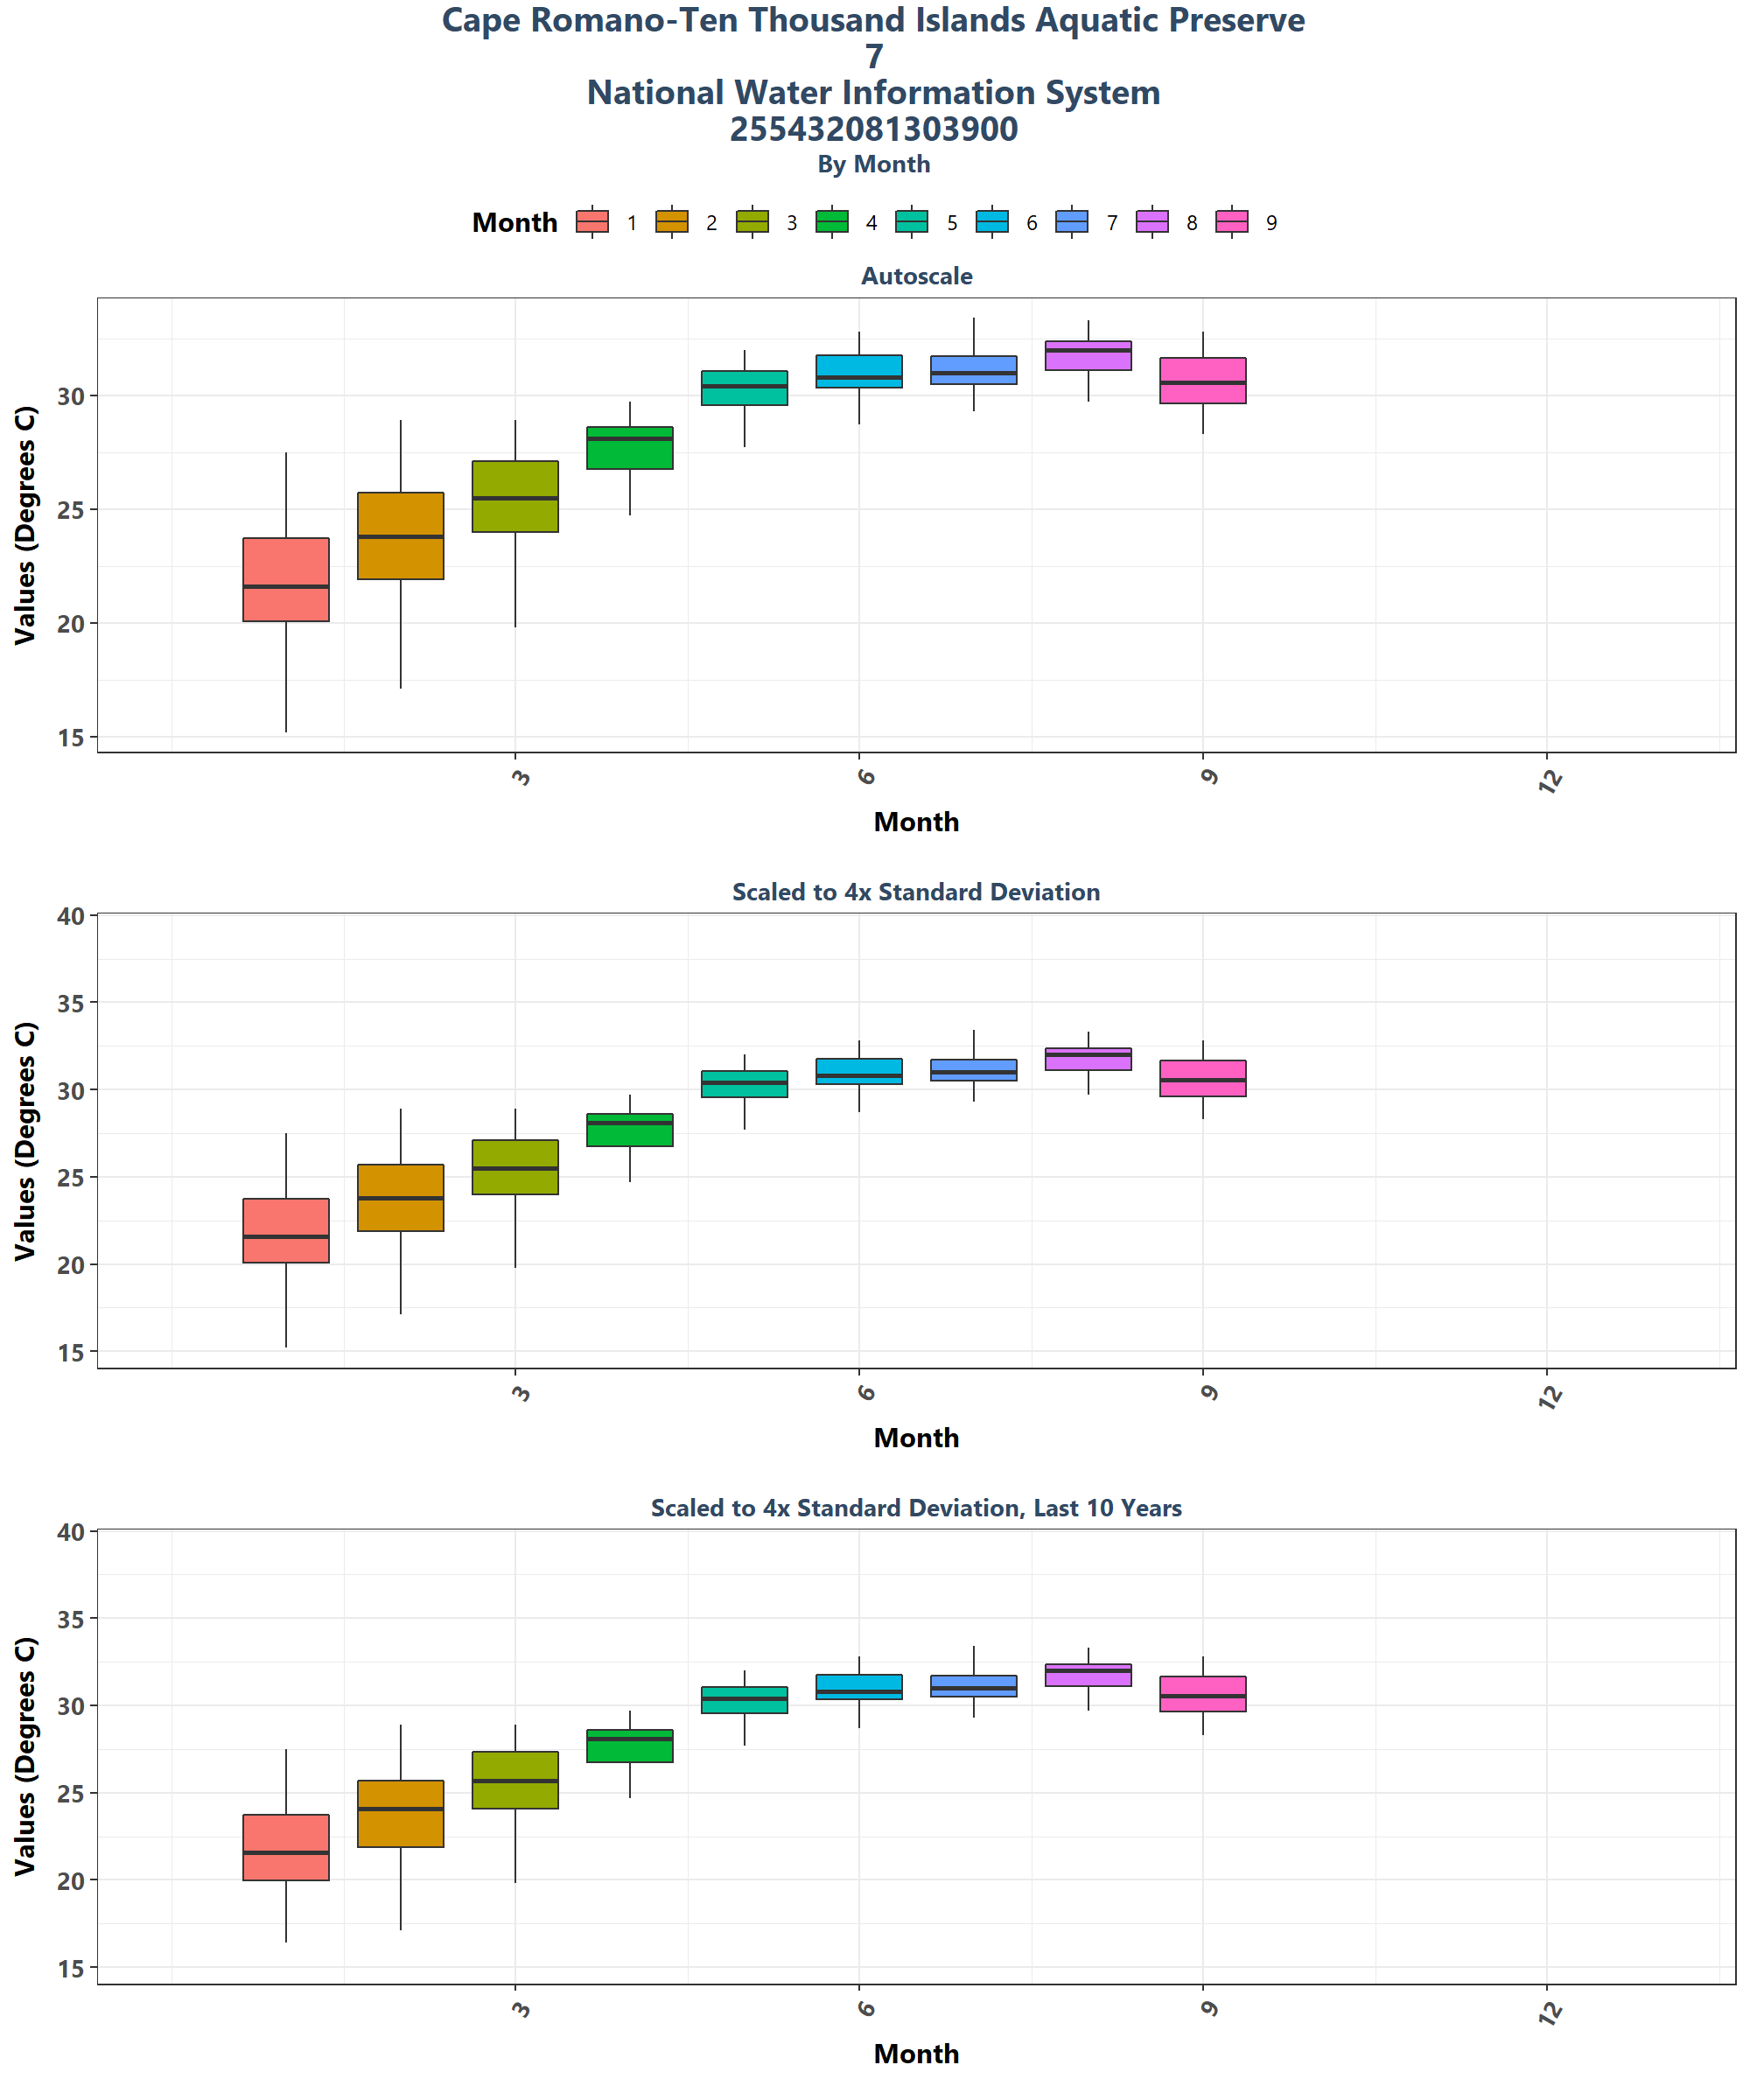 Cape Romano-Ten Thousand Islands Aquatic Preserve
7
National Water Information System
255432081303900
By Month
Month 1 2 3 4 5 6 7 8 9
Autoscale
Values (Degrees C)
30
25
20
15
3 6 9 12
Month
Scaled to 4x Standard Deviation
Values (Degrees C)
40
35
30
25
20
15
3 6 9 12
Month
Scaled to 4x Standard Deviation, Last 10 Years
Values (Degrees C)
40
35
30
25
20
15
3 6 9 12
Month